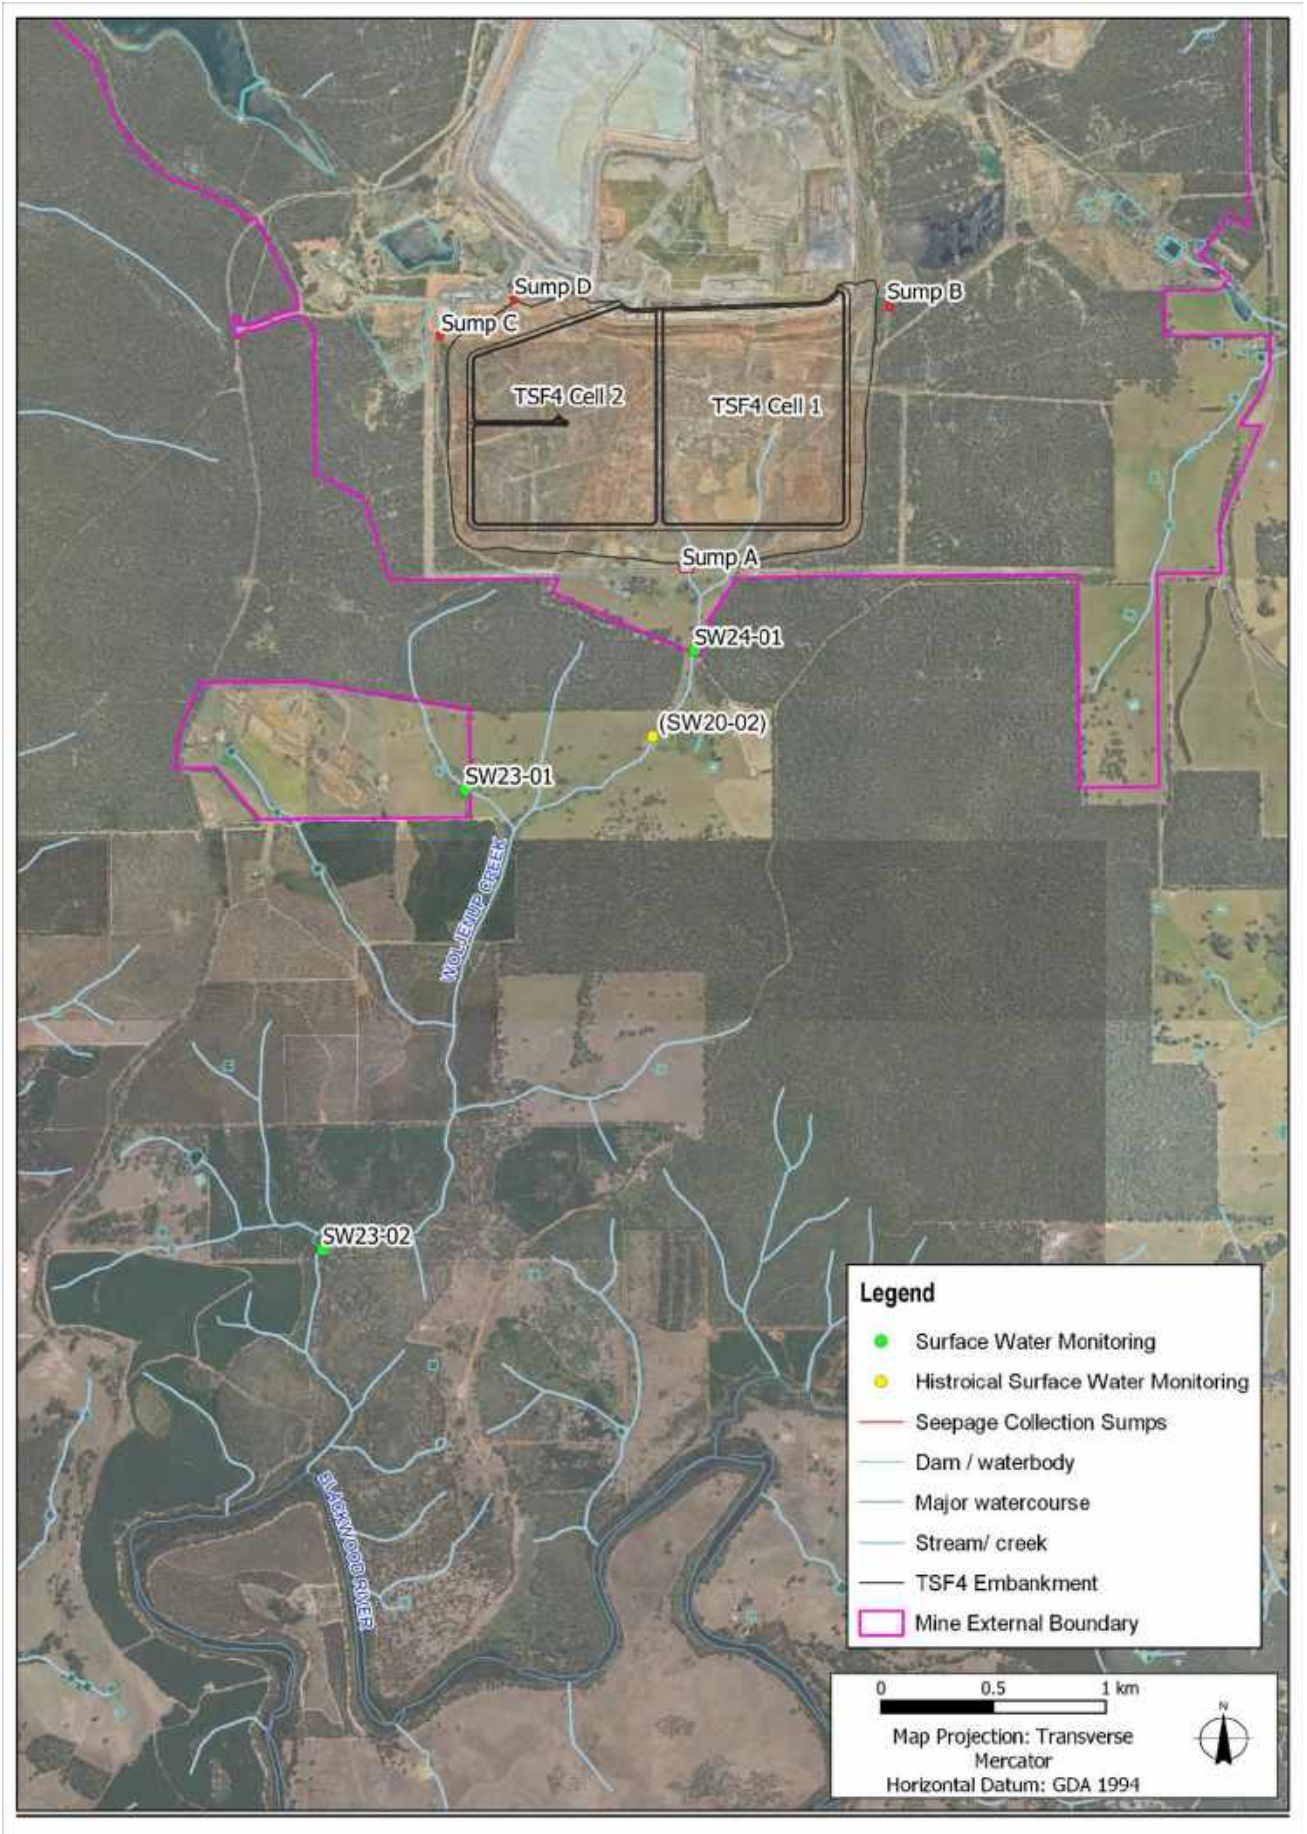 Sump D
Sump B
Sump C
TSF4 Cell 2
TSF4 Cell 1
Sump A
SW24-01
(SW20-02)
SW23-01
WOLJENUP CREEK
SW23-02
BLACKWOOD RIVER
Legend
Surface Water Monitoring
Histroical Surface Water Monitoring
Seepage Collection Sumps
Dam / waterbody
Major watercourse
Stream/ creek
TSF4 Embankment
Mine External Boundary
0 0.5 1 km
Map Projection: Transverse
Mercator
Horizontal Datum: GDA 1994
N